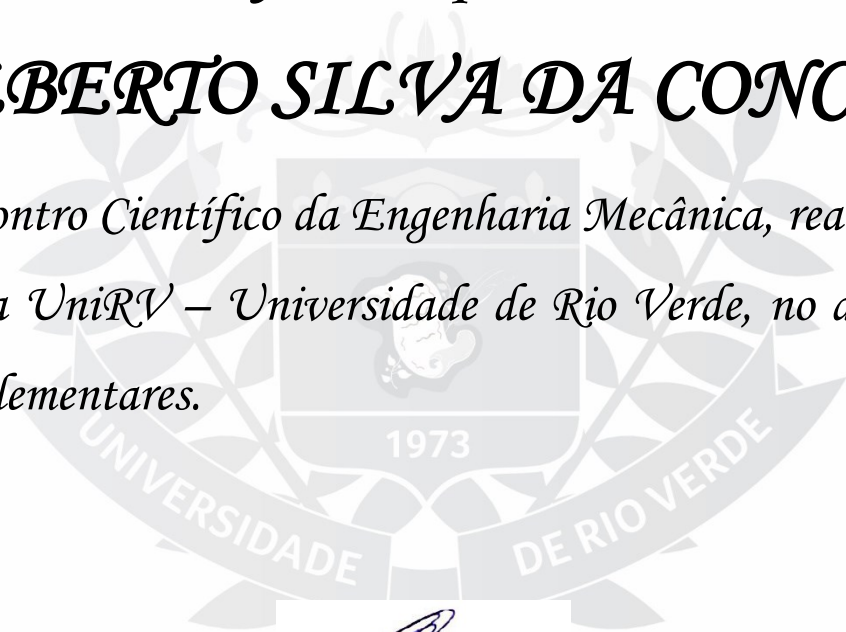 BERTO SILVA DA CONC
ontro Científico da Engenharia Mecânica, rea
a UniRV – Universidade de Rio Verde, no d
lementares.
1973
UNIVERSIDADE DE RIO VERDE